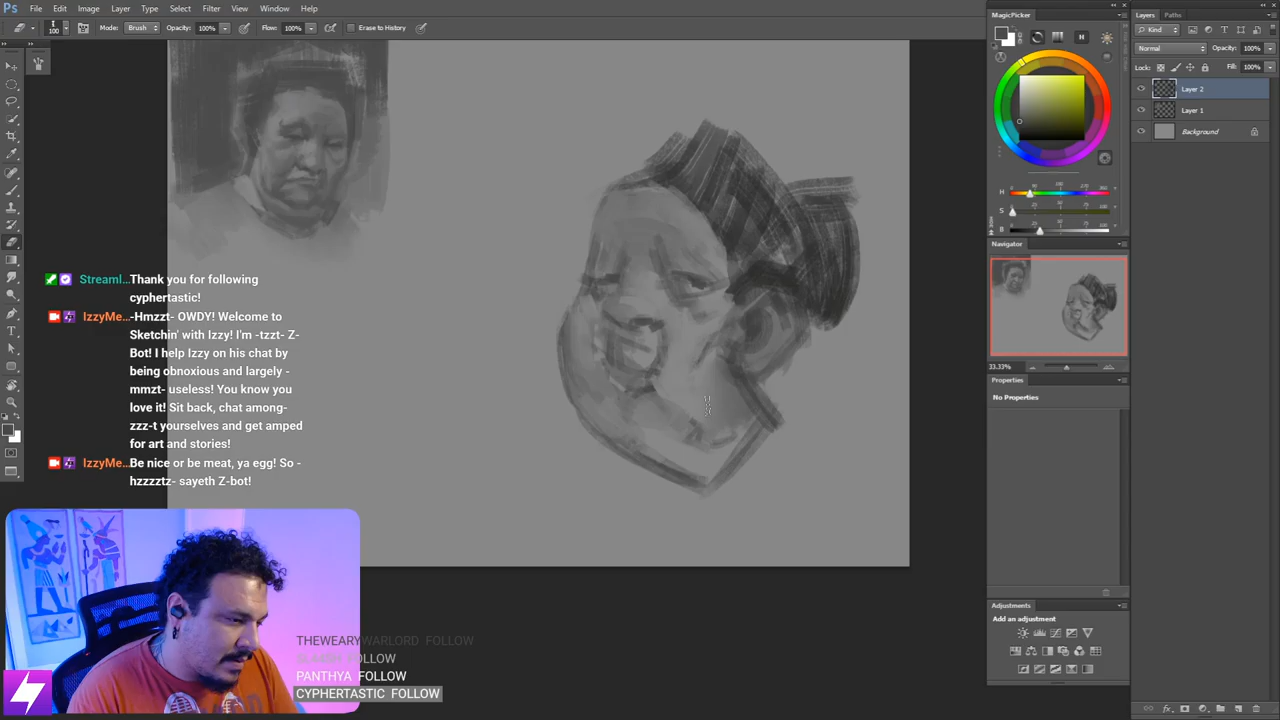 Ps File Edit Image Layer Type Select Filter View Window Help
100 Mode: Brush Opacity: 100% Flow: 100% Erase to History
MagicPicker
H
H
S
B
Navigator
33.33%
Properties
No Properties
Adjustments
Add an adjustment
Layers Paths
Kind
Normal Opacity: 100%
Lock: Fill: 100%
Layer 2
Layer 1
Background
Streaml... Thank you for following
cyphertastic!
IzzyMe... -Hmzzt- OWDY! Welcome to
Sketchin' with Izzy! I'm -tzzt- Z-
Bot! I help Izzy on his chat by
being obnoxious and largely -
mmzt- useless! You know you
love it! Sit back, chat among-
zzz-t yourselves and get amped
for art and stories!
IzzyMe... Be nice or be meat, ya egg! So -
hzzzztz- sayeth Z-bot!
THEWEARYWARLORD FOLLOW
FOLLOW
PANTHYA FOLLOW
CYPHERTASTIC FOLLOW